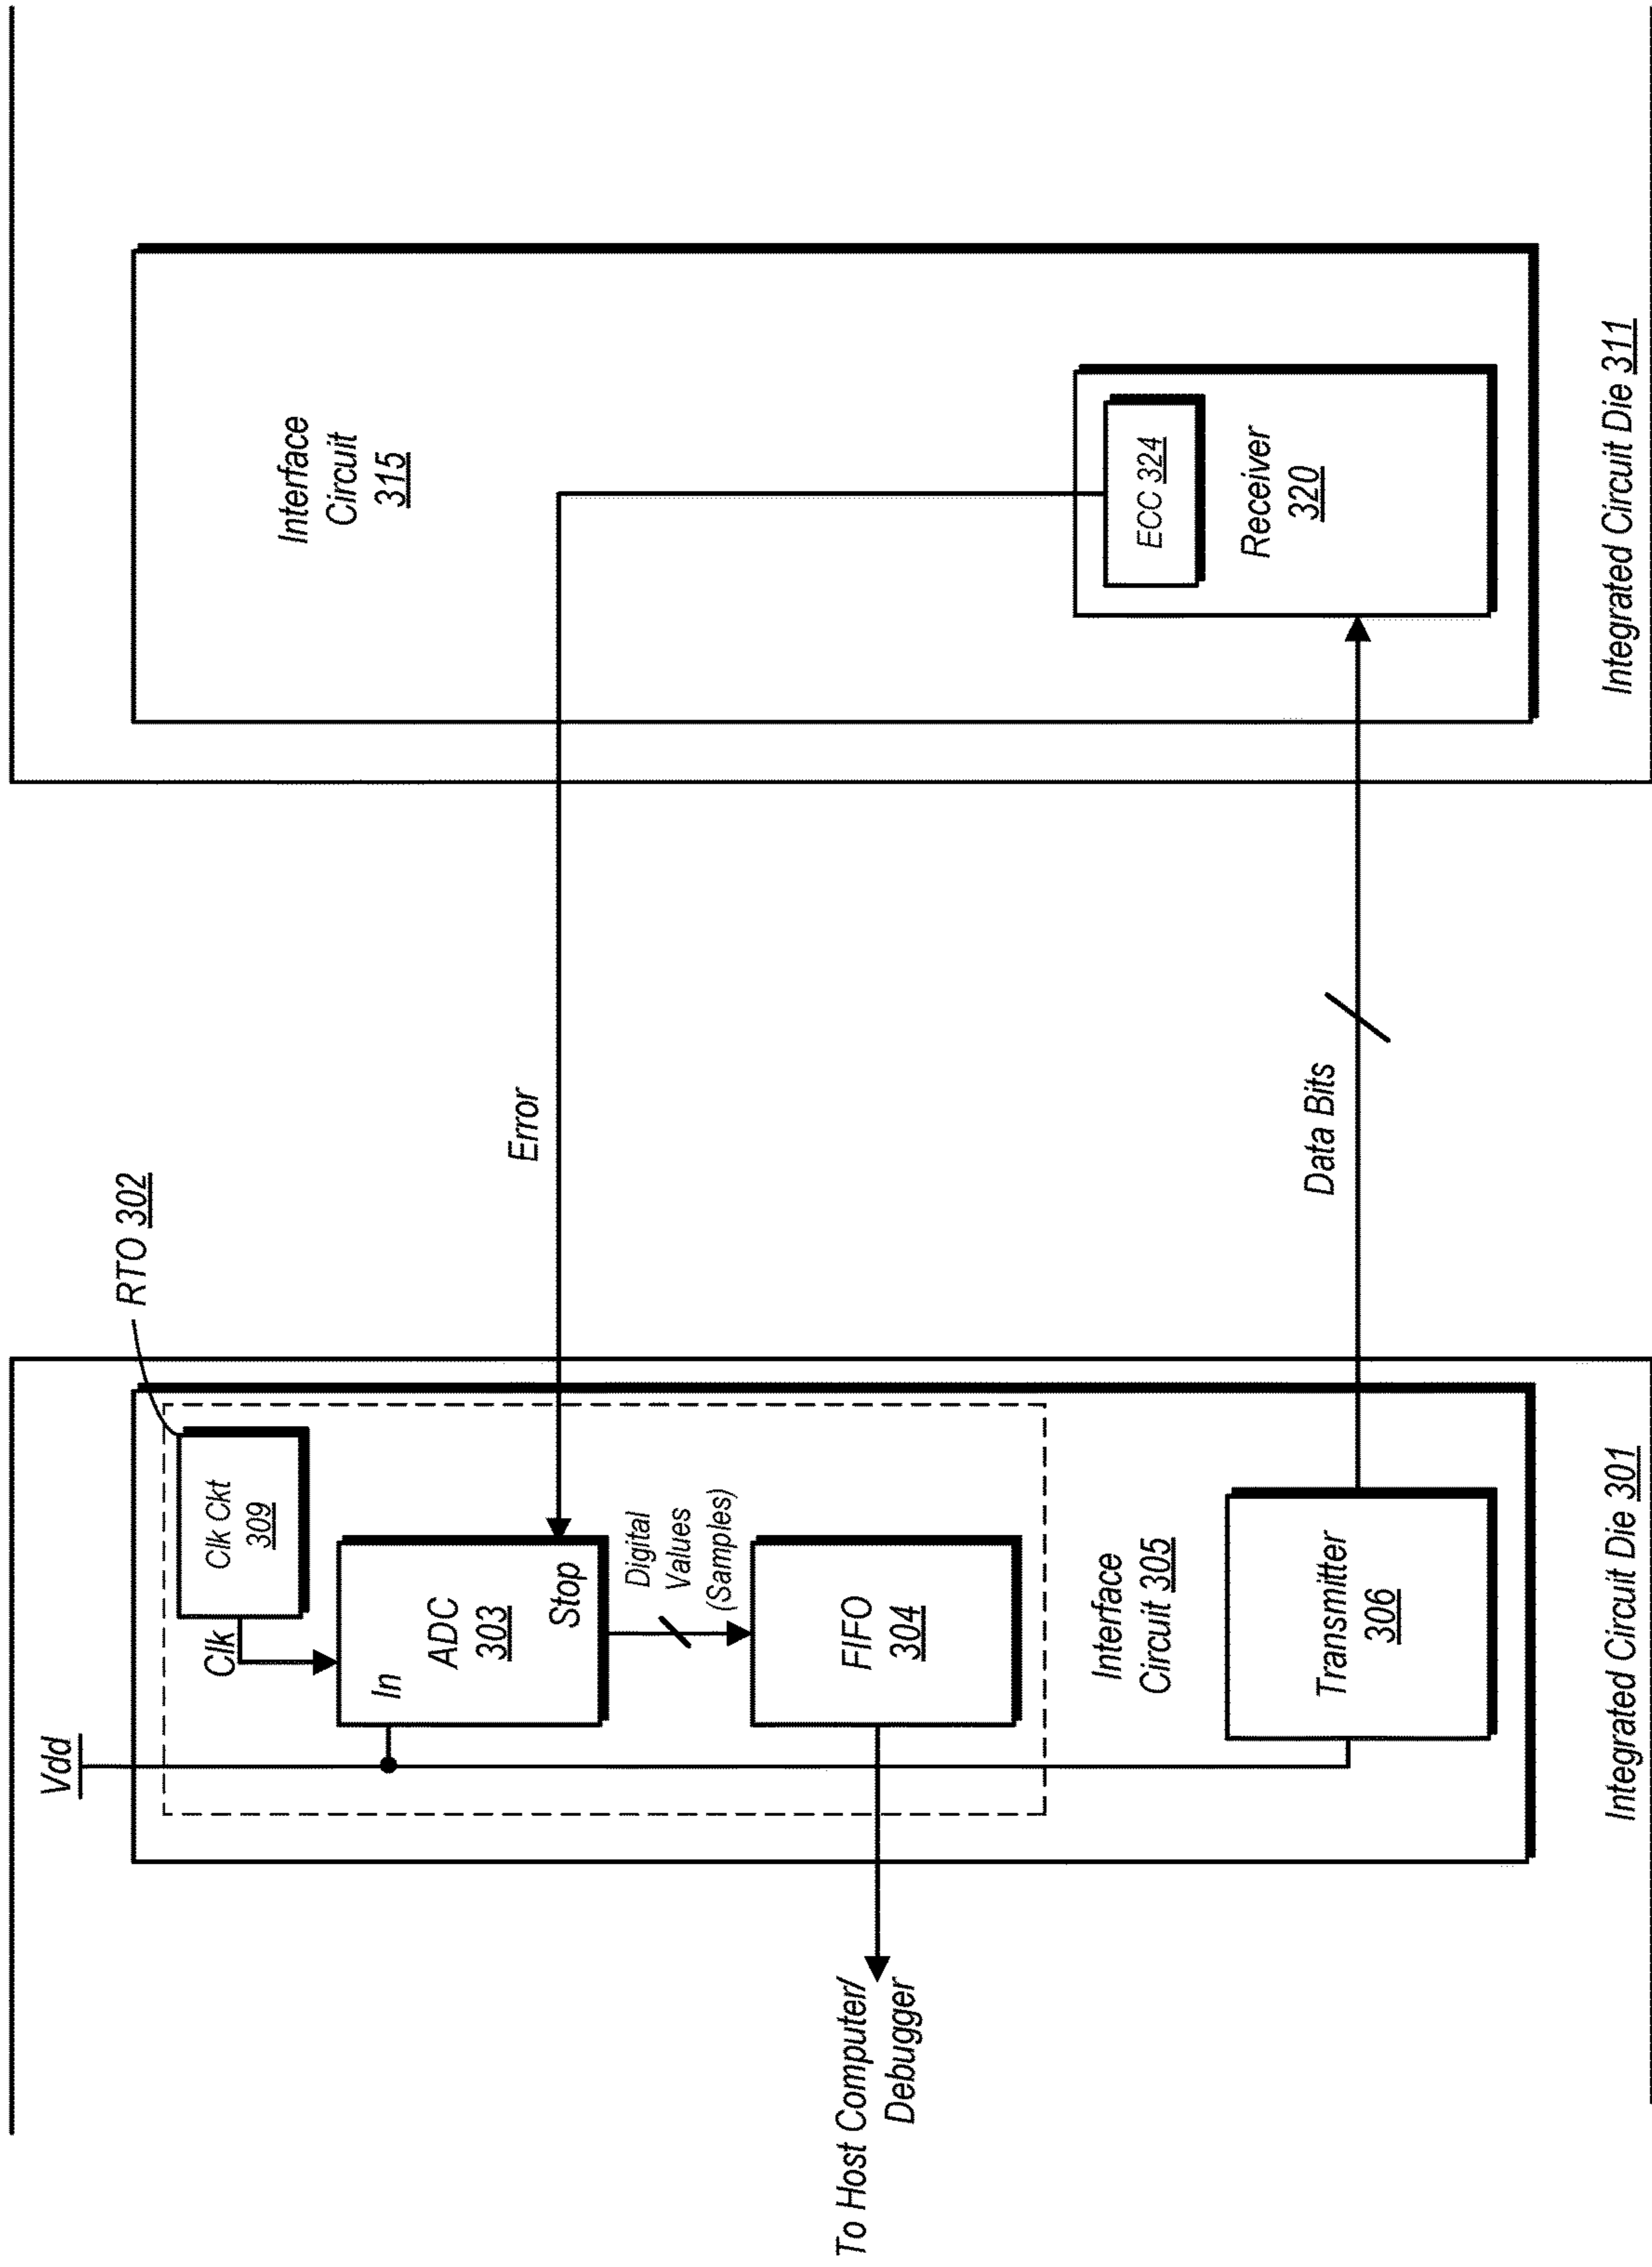 Vdd
RTO 302
Clk
Clk Ckt
309
In
ADC
303
Stop
Error
Digital
Values
(Samples)
FIFO
304
To Host Computer/
Debugger
Interface
Circuit 305
Transmitter
306
Data Bits
Integrated Circuit Die 301
Interface
Circuit
315
ECC 324
Receiver
320
Integrated Circuit Die 311